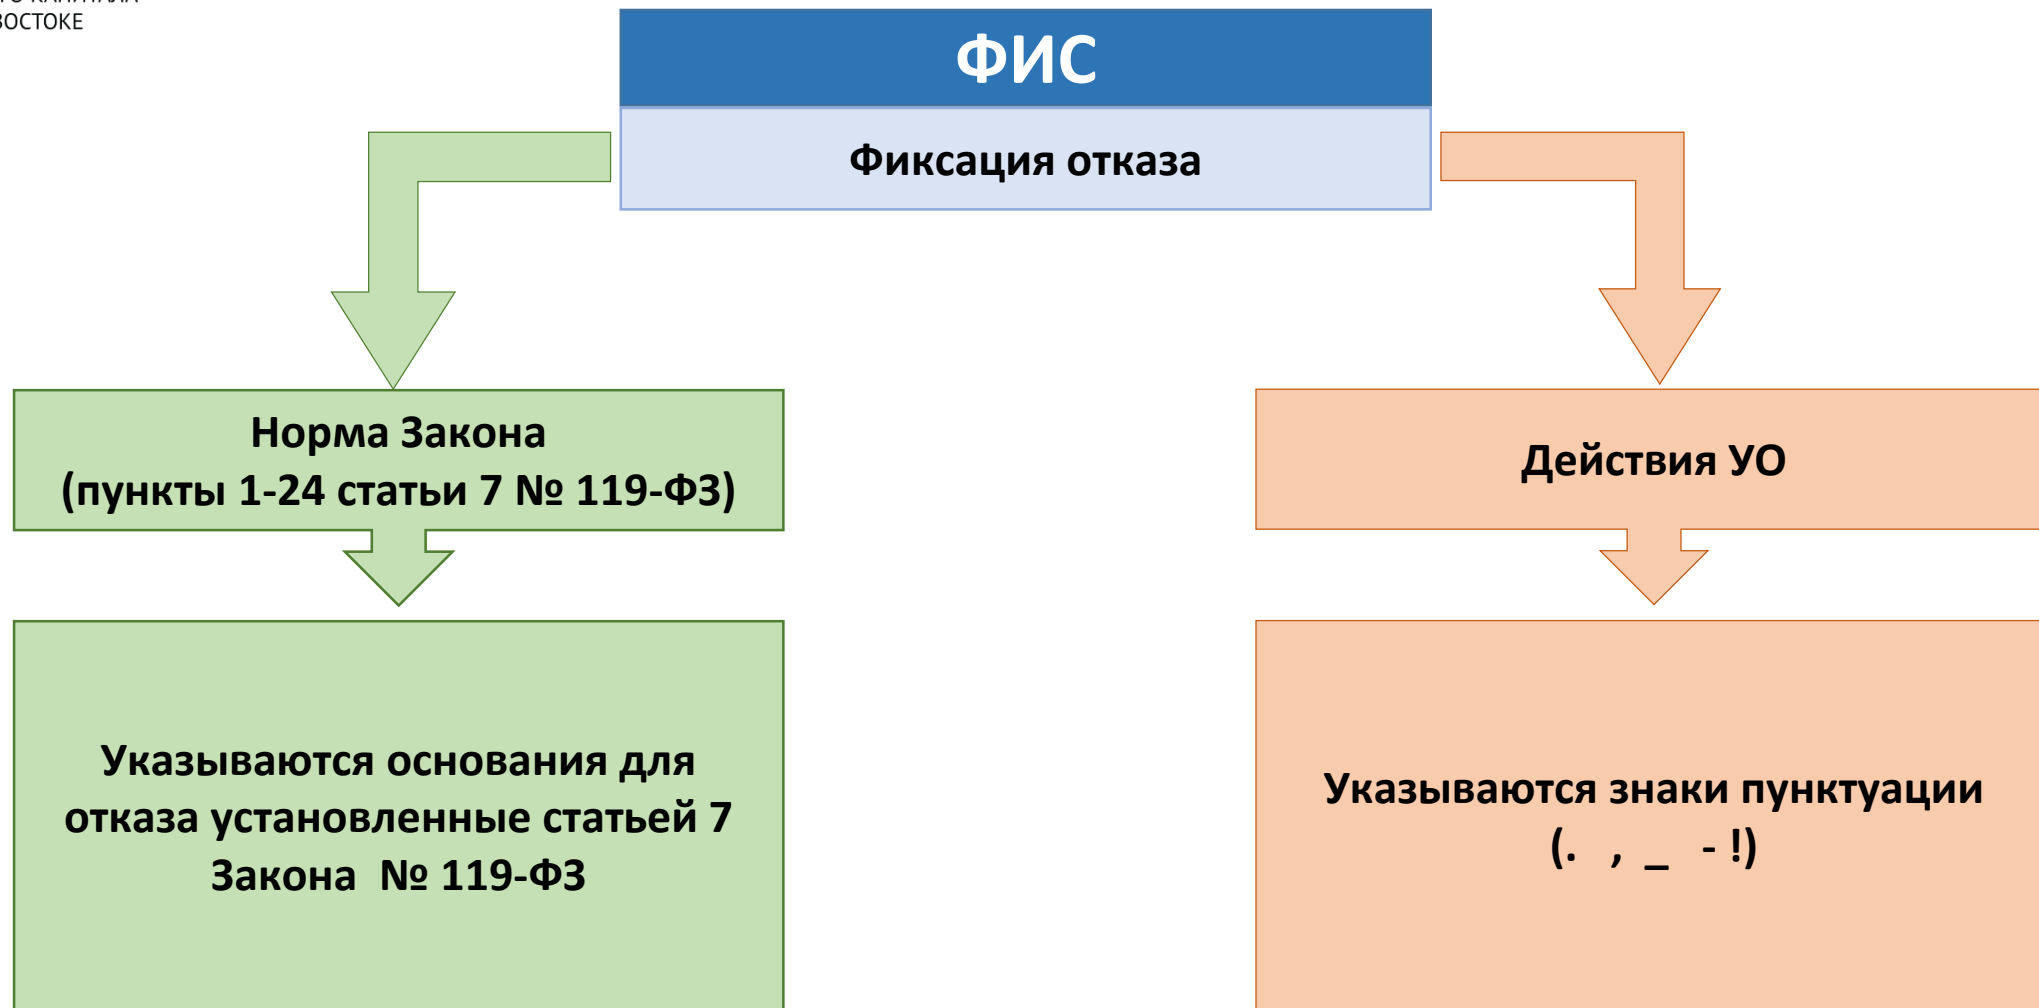 ВОСТОКЕ
ФИС
Фиксация отказа
Норма Закона
(пункты 1-24 статьи 7 № 119-ФЗ)
Действия УО
Указываются основания для
отказа установленные статьей 7
Закона № 119-ФЗ
Указываются знаки пунктуации
(. , _ - !)